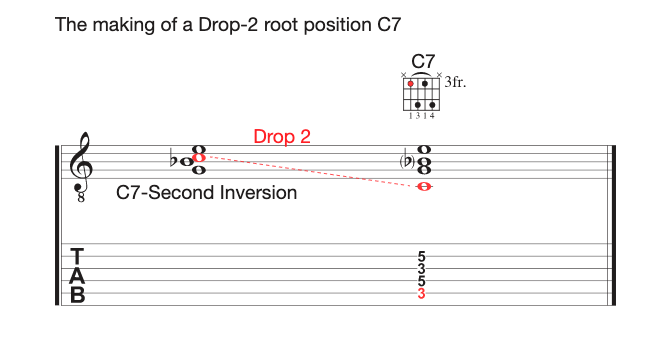 The making of a Drop-2 root position C7
C7
× ×
3fr.
1 3 1 4
Drop 2
8
C7-Second Inversion
T
A
B
5
3
5
3